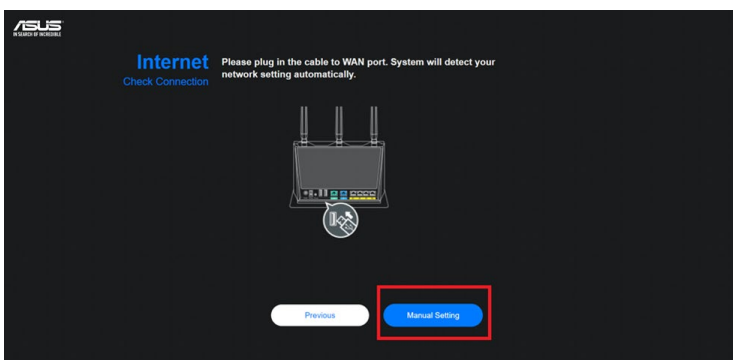 ASUS
IN SEARCH OF INCREDIBLE
Internet
Check Connection
Please plug in the cable to WAN port. System will detect your
network setting automatically.
Previous
Manual Setting